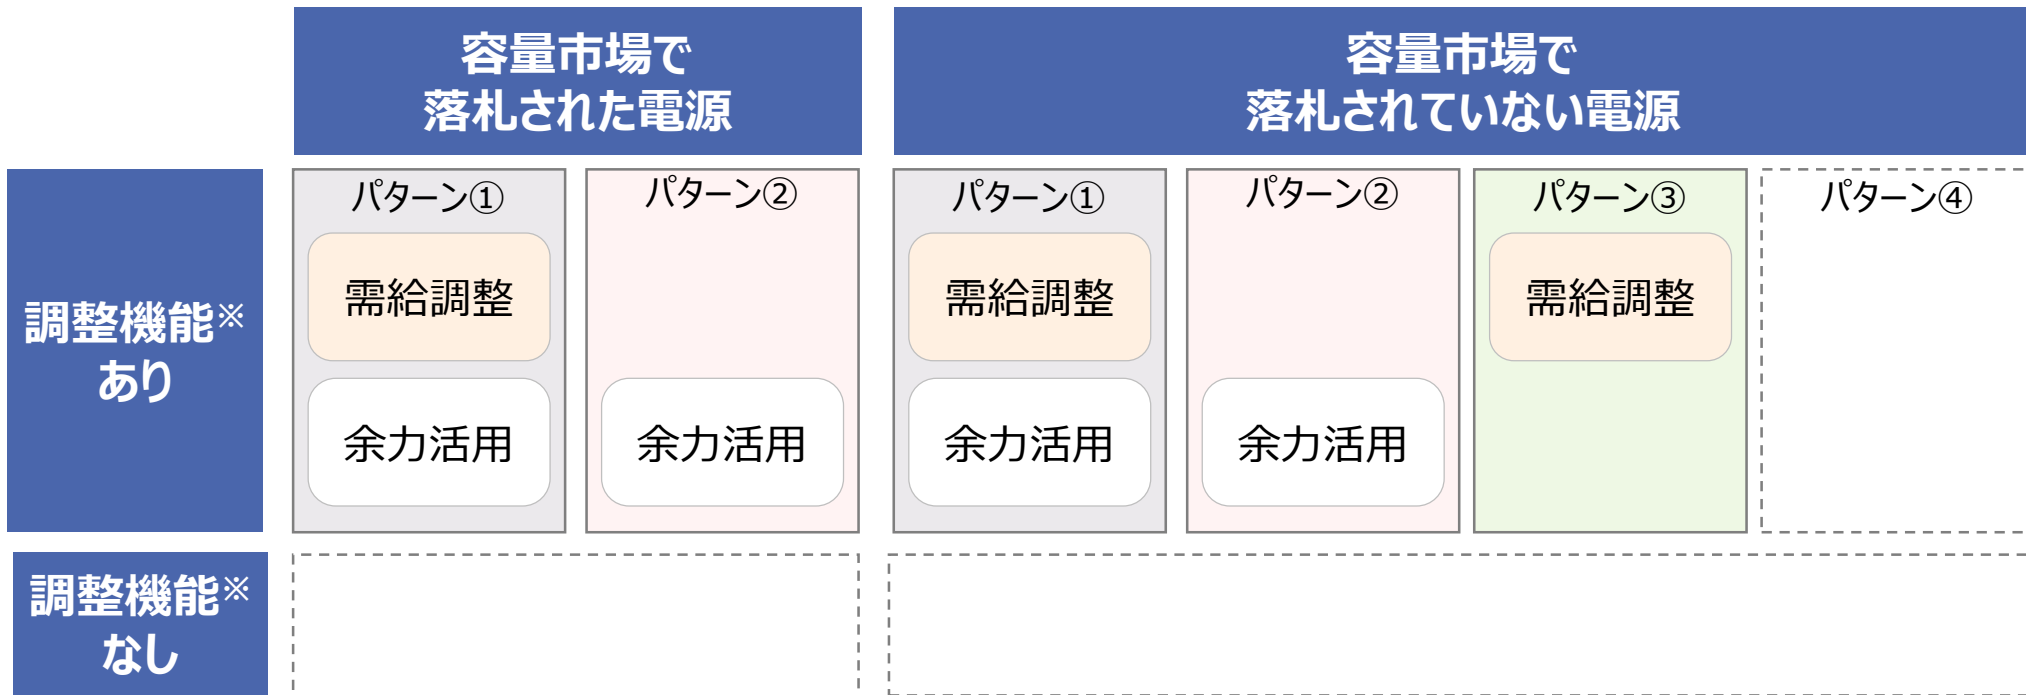 容量市場で
落札された電源
容量市場で
落札されていない電源
調整機能※
あり
パターン①
需給調整
余力活用
パターン②
余力活用
パターン①
需給調整
余力活用
パターン②
余力活用
パターン③
需給調整
パターン④
調整機能※
なし